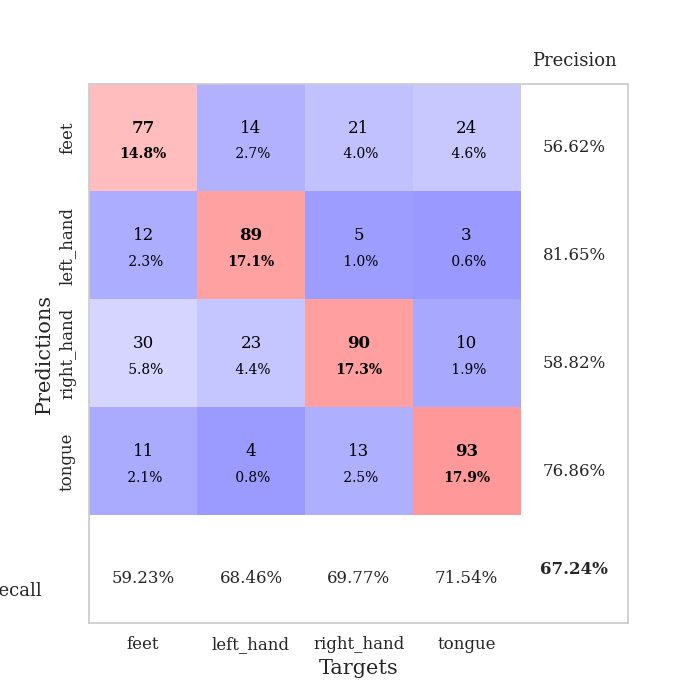 Precision
feet
77 14 21 24 56.62%
14.8% 2.7% 4.0% 4.6%
left_hand
12 89 5 3 81.65%
2.3% 17.1% 1.0% 0.6%
Predictions
right_hand
30 23 90 10 58.82%
5.8% 4.4% 17.3% 1.9%
tongue
11 4 13 93 76.86%
2.1% 0.8% 2.5% 17.9%
ecall
59.23% 68.46% 69.77% 71.54% 67.24%
feet left_hand right_hand tongue
Targets